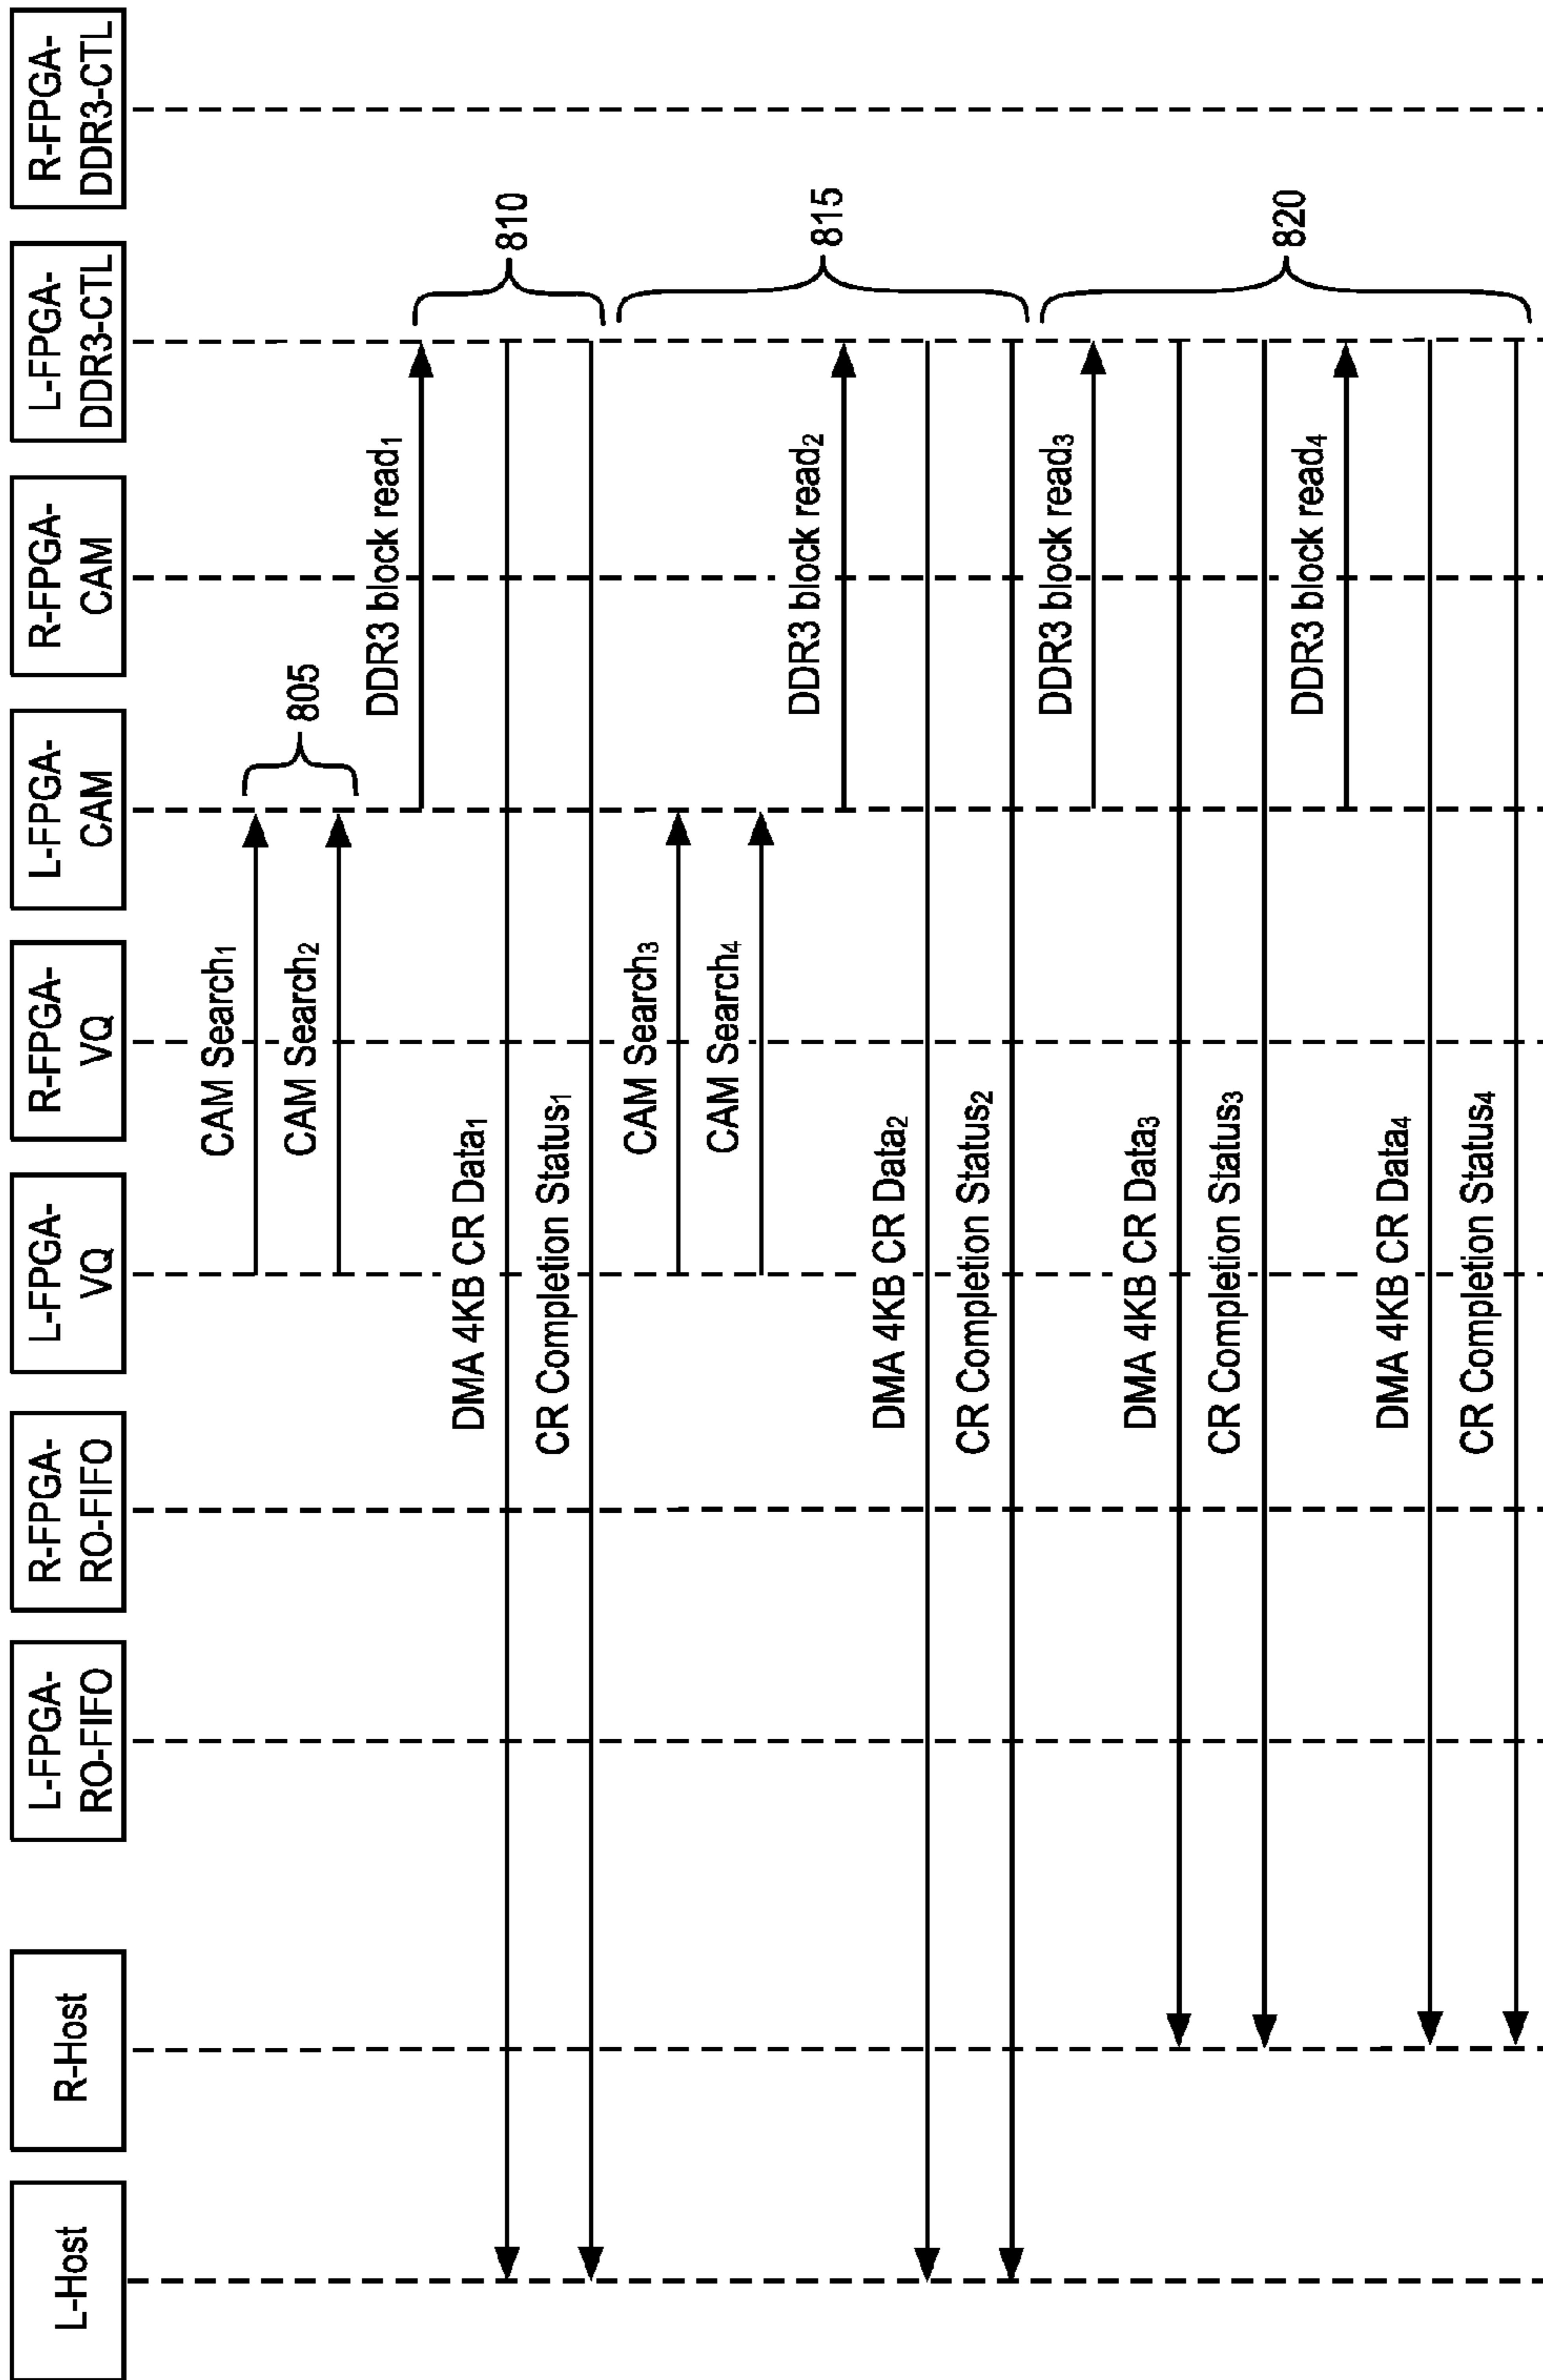 L-Host
R-Host
L-FPGA-
RO-FIFO
R-FPGA-
RO-FIFO
L-FPGA-
VQ
R-FPGA-
VQ
L-FPGA-
CAM
R-FPGA-
CAM
L-FPGA-
DDR3-CTL
R-FPGA-
DDR3-CTL
CAM Search₁
CAM Search₂
805
DDR3 block read₁
DMA 4KB CR Data₁
CR Completion Status₁
810
CAM Search₃
CAM Search₄
DDR3 block read₂
DMA 4KB CR Data₂
CR Completion Status₂
815
DDR3 block read₃
DMA 4KB CR Data₃
CR Completion Status₃
DDR3 block read₄
DMA 4KB CR Data₄
CR Completion Status₄
820